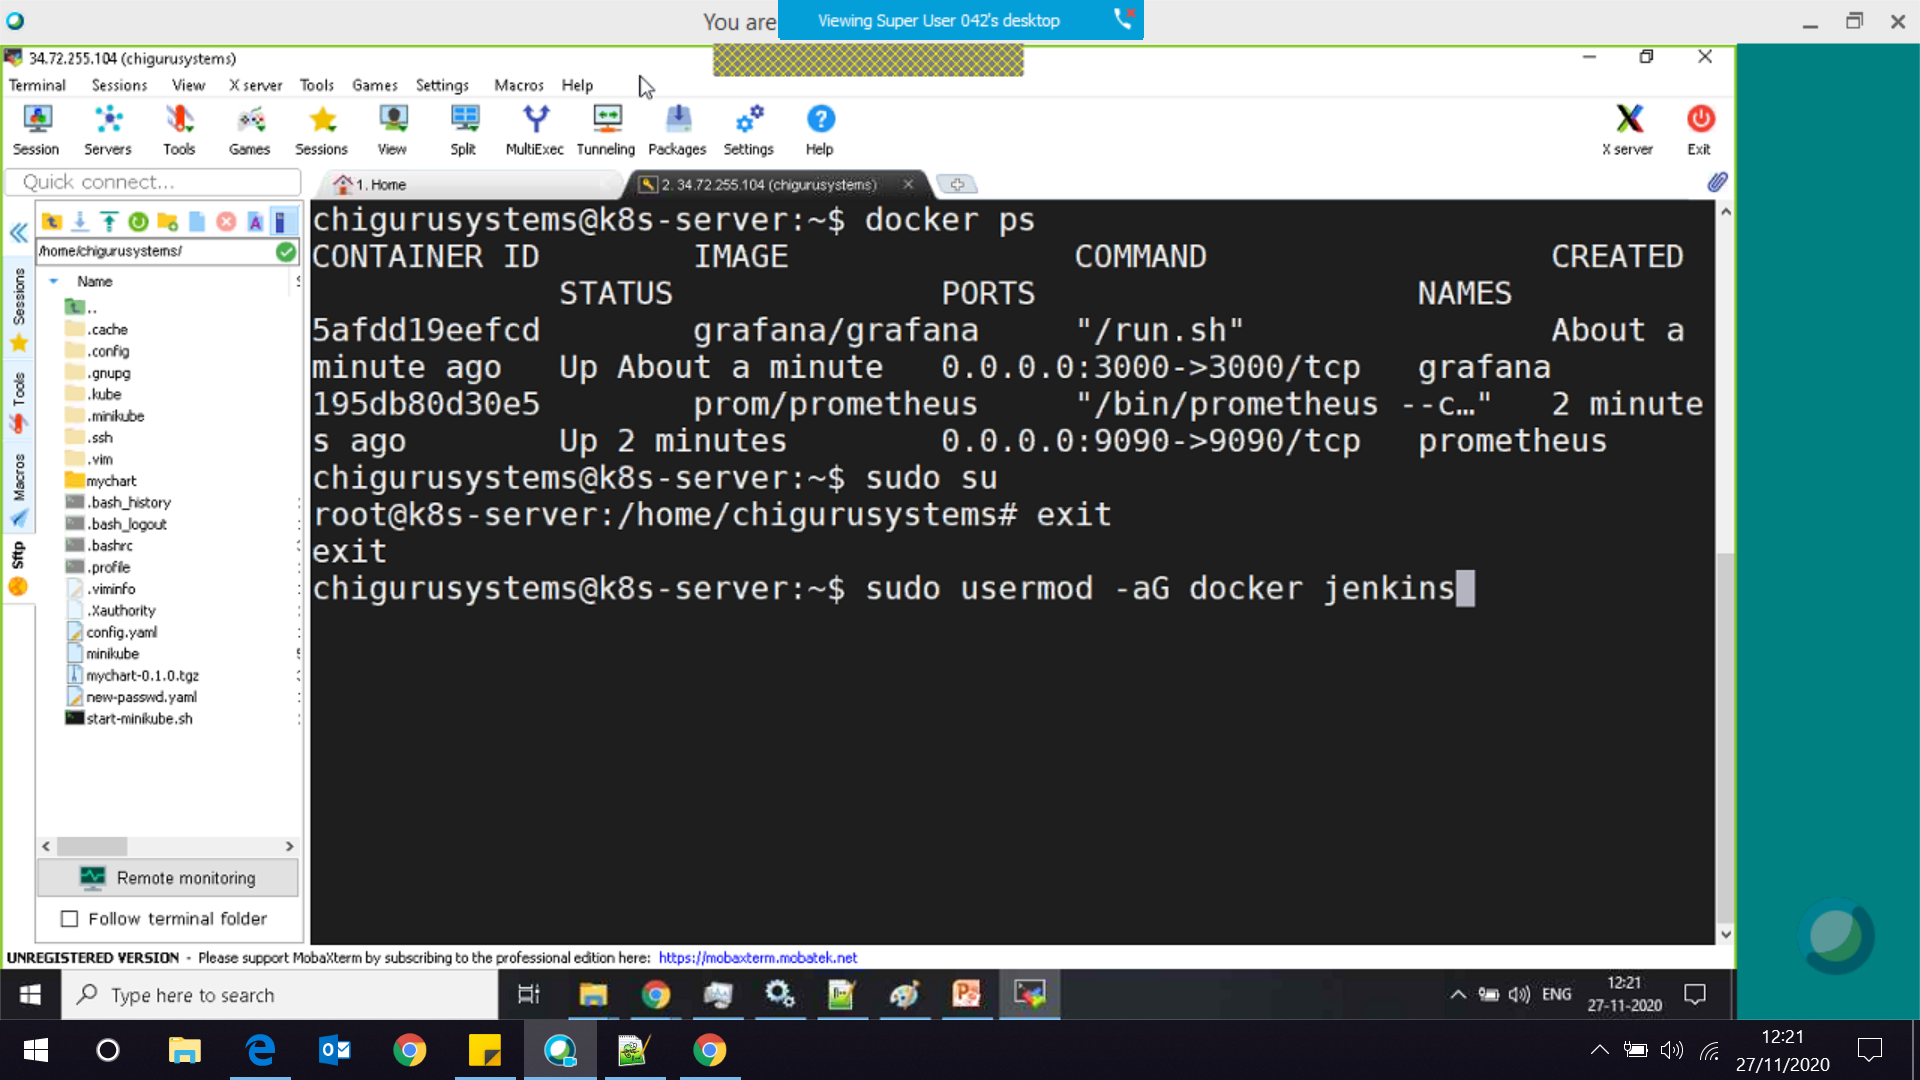 You are
Viewing Super User 042's desktop
34.72.255.104 (chigurusystems)
Terminal Sessions View X server Tools Games Settings Macros Help
Session Servers Tools Games Sessions View Split MultiExec Tunneling Packages Settings Help X server Exit
Quick connect...
1. Home
2. 34.72.255.104 (chigurusystems)
/home/chigurusystems/
Name
..
.cache
.config
.gnupg
.kube
.minikube
.ssh
.vim
mychart
.bash_history
.bash_logout
.bashrc
.profile
.viminfo
.Xauthority
config.yaml
minikube
mychart-0.1.0.tgz
new-passwd.yaml
start-minikube.sh
Sessions
Tools
Macros
Sftp
Remote monitoring
Follow terminal folder
chigurusystems@k8s-server:~$ docker ps
CONTAINER ID IMAGE COMMAND CREATED
STATUS PORTS NAMES
5afdd19eefcd grafana/grafana "/run.sh" About a
minute ago Up About a minute 0.0.0.0:3000->3000/tcp grafana
195db80d30e5 prom/prometheus "/bin/prometheus --c…" 2 minute
s ago Up 2 minutes 0.0.0.0:9090->9090/tcp prometheus
chigurusystems@k8s-server:~$ sudo su
root@k8s-server:/home/chigurusystems# exit
exit
chigurusystems@k8s-server:~$ sudo usermod -aG docker jenkins
UNREGISTERED VERSION - Please support MobaXterm by subscribing to the professional edition here: https://mobaxterm.mobatek.net
Type here to search
ENG
12:21
27-11-2020
12:21
27/11/2020